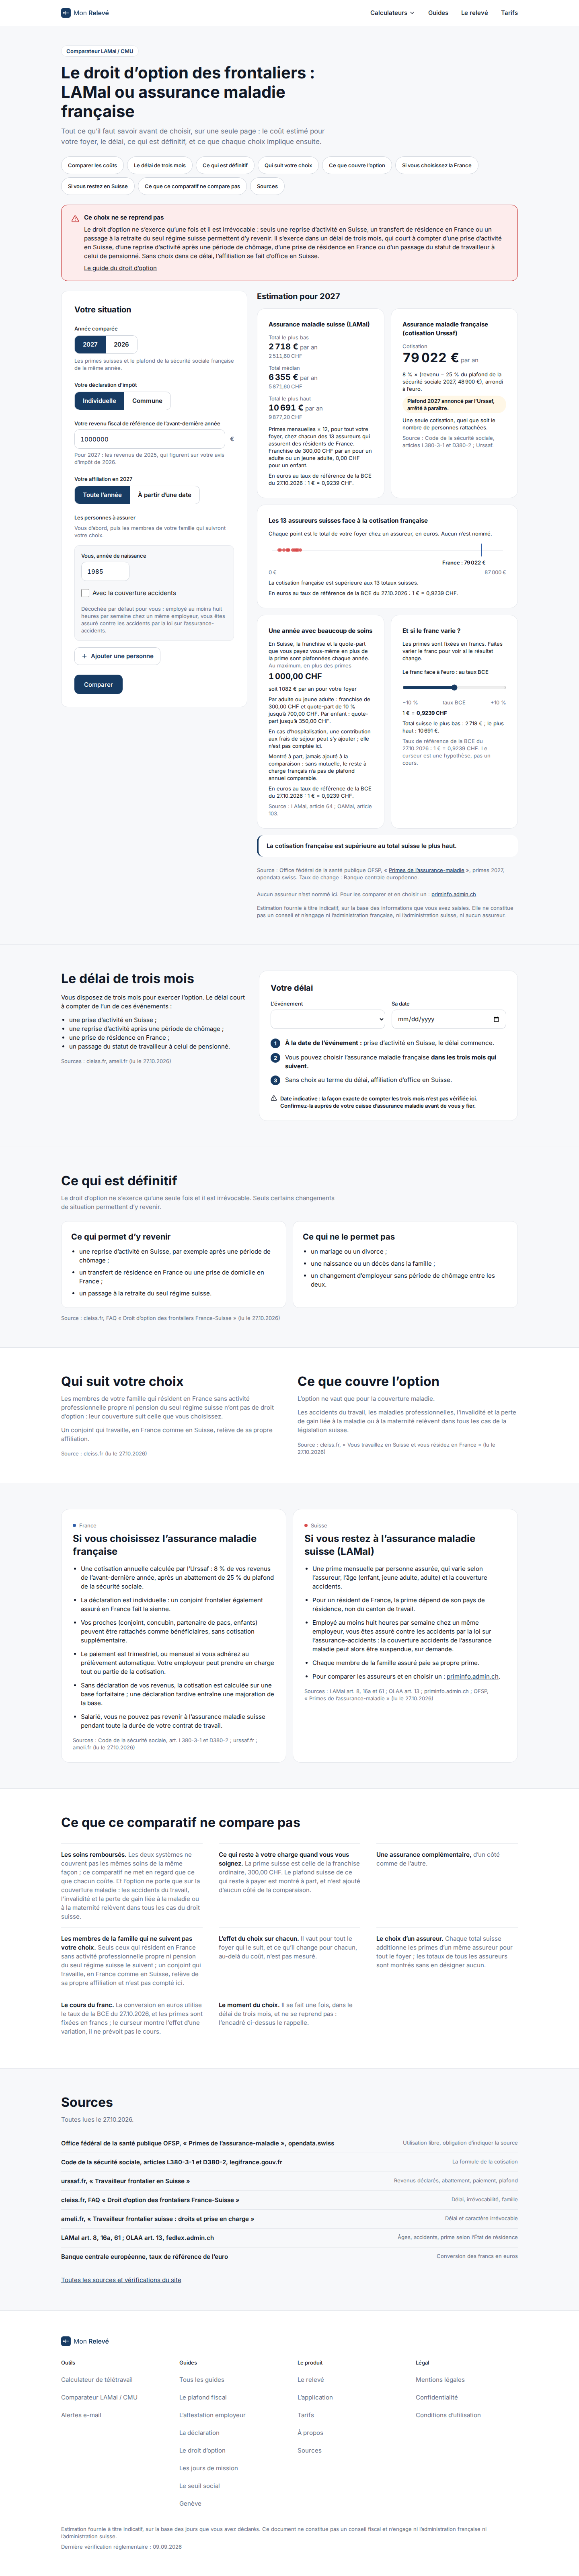 Mon Relevé
Calculateurs
Guides
Le relevé
Tarifs
Comparateur LAMal / CMU
Le droit d’option des frontaliers :
LAMal ou assurance maladie
française
Tout ce qu’il faut savoir avant de choisir, sur une seule page : le coût estimé pour
votre foyer, le délai, ce qui est définitif, et ce que chaque choix implique ensuite.
Comparer les coûts
Le délai de trois mois
Ce qui est définitif
Qui suit votre choix
Ce que couvre l’option
Si vous choisissez la France
Si vous restez en Suisse
Ce que ce comparatif ne compare pas
Sources
Ce choix ne se reprend pas
Le droit d’option ne s’exerce qu’une fois et il est irrévocable : seuls une reprise d’activité en Suisse, un transfert de résidence en France ou un
passage à la retraite du seul régime suisse permettent d’y revenir. Il s’exerce dans un délai de trois mois, qui court à compter d’une prise d’activité
en Suisse, d’une reprise d’activité après une période de chômage, d’une prise de résidence en France ou d’un passage du statut de travailleur à
celui de pensionné. Sans choix dans ce délai, l’affiliation se fait d’office en Suisse.
Le guide du droit d’option
Votre situation
Année comparée
2027
2026
Les primes suisses et le plafond de la sécurité sociale française
de la même année.
Votre déclaration d’impôt
Individuelle
Commune
Votre revenu fiscal de référence de l’avant-dernière année
1000000
€
Pour 2027 : les revenus de 2025, qui figurent sur votre avis
d’impôt de 2026.
Votre affiliation en 2027
Toute l’année
À partir d’une date
Les personnes à assurer
Vous d’abord, puis les membres de votre famille qui suivront
votre choix.
Vous, année de naissance
1985
Avec la couverture accidents
Décochée par défaut pour vous : employé au moins huit
heures par semaine chez un même employeur, vous êtes
assuré contre les accidents par la loi sur l’assurance-
accidents.
Ajouter une personne
Comparer
Estimation pour 2027
Assurance maladie suisse (LAMal)
Total le plus bas
2 718 € par an
2 511,60 CHF
Total médian
6 355 € par an
5 871,60 CHF
Total le plus haut
10 691 € par an
9 877,20 CHF
Primes mensuelles × 12, pour tout votre
foyer, chez chacun des 13 assureurs qui
assurent des résidents de France.
Franchise de 300,00 CHF par an pour un
adulte ou un jeune adulte, 0,00 CHF
pour un enfant.
En euros au taux de référence de la BCE
du 27.10.2026 : 1 € = 0,9239 CHF.
Assurance maladie française
(cotisation Urssaf)
Cotisation
79 022 € par an
8 % × (revenu − 25 % du plafond de la
sécurité sociale 2027, 48 900 €), arrondi
à l’euro.
Plafond 2027 annoncé par l’Urssaf,
arrêté à paraître.
Une seule cotisation, quel que soit le
nombre de personnes rattachées.
Source : Code de la sécurité sociale,
articles L380-3-1 et D380-2 ; Urssaf.
Les 13 assureurs suisses face à la cotisation française
Chaque point est le total de votre foyer chez un assureur, en euros. Aucun n’est nommé.
France : 79 022 €
0 €
87 000 €
La cotisation française est supérieure aux 13 totaux suisses.
En euros au taux de référence de la BCE du 27.10.2026 : 1 € = 0,9239 CHF.
Une année avec beaucoup de soins
En Suisse, la franchise et la quote-part
que vous payez vous-même en plus de
la prime sont plafonnées chaque année.
Au maximum, en plus des primes
1 000,00 CHF
soit 1 082 € par an pour votre foyer
Par adulte ou jeune adulte : franchise de
300,00 CHF et quote-part de 10 %
jusqu’à 700,00 CHF. Par enfant : quote-
part jusqu’à 350,00 CHF.
En cas d’hospitalisation, une contribution
aux frais de séjour peut s’y ajouter ; elle
n’est pas comptée ici.
Montré à part, jamais ajouté à la
comparaison : sans mutuelle, le reste à
charge français n’a pas de plafond
annuel comparable.
En euros au taux de référence de la BCE
du 27.10.2026 : 1 € = 0,9239 CHF.
Source : LAMal, article 64 ; OAMal, article
103.
Et si le franc varie ?
Les primes sont fixées en francs. Faites
varier le franc pour voir si le résultat
change.
Le franc face à l’euro : au taux BCE
−10 %
taux BCE
+10 %
1 € = 0,9239 CHF
Total suisse le plus bas : 2 718 € ; le plus
haut : 10 691 €.
Taux de référence de la BCE du
27.10.2026 : 1 € = 0,9239 CHF. Le
curseur est une hypothèse, pas un
cours.
La cotisation française est supérieure au total suisse le plus haut.
Source : Office fédéral de la santé publique OFSP, « Primes de l’assurance-maladie », primes 2027,
opendata.swiss. Taux de change : Banque centrale européenne.
Aucun assureur n’est nommé ici. Pour les comparer et en choisir un : priminfo.admin.ch
Estimation fournie à titre indicatif, sur la base des informations que vous avez saisies. Elle ne constitue
pas un conseil et n’engage ni l’administration française, ni l’administration suisse, ni aucun assureur.
Le délai de trois mois
Vous disposez de trois mois pour exercer l’option. Le délai court
à compter de l’un de ces événements :
une prise d’activité en Suisse ;
une reprise d’activité après une période de chômage ;
une prise de résidence en France ;
un passage du statut de travailleur à celui de pensionné.
Sources : cleiss.fr, ameli.fr (lu le 27.10.2026)
Votre délai
L’événement
Sa date
mm/dd/yyyy
1 À la date de l’événement : prise d’activité en Suisse, le délai commence.
2 Vous pouvez choisir l’assurance maladie française dans les trois mois qui
suivent.
3 Sans choix au terme du délai, affiliation d’office en Suisse.
Date indicative : la façon exacte de compter les trois mois n’est pas vérifiée ici.
Confirmez-la auprès de votre caisse d’assurance maladie avant de vous y fier.
Ce qui est définitif
Le droit d’option ne s’exerce qu’une seule fois et il est irrévocable. Seuls certains changements
de situation permettent d’y revenir.
Ce qui permet d’y revenir
une reprise d’activité en Suisse, par exemple après une période de
chômage ;
un transfert de résidence en France ou une prise de domicile en
France ;
un passage à la retraite du seul régime suisse.
Ce qui ne le permet pas
un mariage ou un divorce ;
une naissance ou un décès dans la famille ;
un changement d’employeur sans période de chômage entre les
deux.
Source : cleiss.fr, FAQ « Droit d’option des frontaliers France-Suisse » (lu le 27.10.2026)
Qui suit votre choix
Les membres de votre famille qui résident en France sans activité
professionnelle propre ni pension du seul régime suisse n’ont pas de droit
d’option : leur couverture suit celle que vous choisissez.
Un conjoint qui travaille, en France comme en Suisse, relève de sa propre
affiliation.
Source : cleiss.fr (lu le 27.10.2026)
Ce que couvre l’option
L’option ne vaut que pour la couverture maladie.
Les accidents du travail, les maladies professionnelles, l’invalidité et la perte
de gain liée à la maladie ou à la maternité relèvent dans tous les cas de la
législation suisse.
Source : cleiss.fr, « Vous travaillez en Suisse et vous résidez en France » (lu le
27.10.2026)
France
Si vous choisissez l’assurance maladie
française
Une cotisation annuelle calculée par l’Urssaf : 8 % de vos revenus
de l’avant-dernière année, après un abattement de 25 % du plafond
de la sécurité sociale.
La déclaration est individuelle : un conjoint frontalier également
assuré en France fait la sienne.
Vos proches (conjoint, concubin, partenaire de pacs, enfants)
peuvent être rattachés comme bénéficiaires, sans cotisation
supplémentaire.
Le paiement est trimestriel, ou mensuel si vous adhérez au
prélèvement automatique. Votre employeur peut prendre en charge
tout ou partie de la cotisation.
Sans déclaration de vos revenus, la cotisation est calculée sur une
base forfaitaire ; une déclaration tardive entraîne une majoration de
la base.
Salarié, vous ne pouvez pas revenir à l’assurance maladie suisse
pendant toute la durée de votre contrat de travail.
Sources : Code de la sécurité sociale, art. L380-3-1 et D380-2 ; urssaf.fr ;
ameli.fr (lu le 27.10.2026)
Suisse
Si vous restez à l’assurance maladie
suisse (LAMal)
Une prime mensuelle par personne assurée, qui varie selon
l’assureur, l’âge (enfant, jeune adulte, adulte) et la couverture
accidents.
Pour un résident de France, la prime dépend de son pays de
résidence, non du canton de travail.
Employé au moins huit heures par semaine chez un même
employeur, vous êtes assuré contre les accidents par la loi sur
l’assurance-accidents : la couverture accidents de l’assurance
maladie peut alors être suspendue, sur demande.
Chaque membre de la famille assuré paie sa propre prime.
Pour comparer les assureurs et en choisir un : priminfo.admin.ch.
Sources : LAMal art. 8, 16a et 61 ; OLAA art. 13 ; priminfo.admin.ch ; OFSP,
« Primes de l’assurance-maladie » (lu le 27.10.2026)
Ce que ce comparatif ne compare pas
Les soins remboursés. Les deux systèmes ne
couvrent pas les mêmes soins de la même
façon ; ce comparatif ne met en regard que ce
que chacun coûte. Et l’option ne porte que sur la
couverture maladie : les accidents du travail,
l’invalidité et la perte de gain liée à la maladie ou
à la maternité relèvent dans tous les cas du droit
suisse.
Ce qui reste à votre charge quand vous vous
soignez. La prime suisse est celle de la franchise
ordinaire, 300,00 CHF. Le plafond suisse de ce
qui reste à payer est montré à part, et n’est ajouté
d’aucun côté de la comparaison.
Une assurance complémentaire, d’un côté
comme de l’autre.
Les membres de la famille qui ne suivent pas
votre choix. Seuls ceux qui résident en France
sans activité professionnelle propre ni pension
du seul régime suisse le suivent ; un conjoint qui
travaille, en France comme en Suisse, relève de
sa propre affiliation et n’est pas compté ici.
L’effet du choix sur chacun. Il vaut pour tout le
foyer qui le suit, et ce qu’il change pour chacun,
au-delà du coût, n’est pas mesuré.
Le choix d’un assureur. Chaque total suisse
additionne les primes d’un même assureur pour
tout le foyer ; les totaux de tous les assureurs
sont montrés sans en désigner aucun.
Le cours du franc. La conversion en euros utilise
le taux de la BCE du 27.10.2026, et les primes sont
fixées en francs ; le curseur montre l’effet d’une
variation, il ne prévoit pas le cours.
Le moment du choix. Il se fait une fois, dans le
délai de trois mois, et ne se reprend pas :
l’encadré ci-dessus le rappelle.
Sources
Toutes lues le 27.10.2026.
Office fédéral de la santé publique OFSP, « Primes de l’assurance-maladie », opendata.swiss
Utilisation libre, obligation d’indiquer la source
Code de la sécurité sociale, articles L380-3-1 et D380-2, legifrance.gouv.fr
La formule de la cotisation
urssaf.fr, « Travailleur frontalier en Suisse »
Revenus déclarés, abattement, paiement, plafond
cleiss.fr, FAQ « Droit d’option des frontaliers France-Suisse »
Délai, irrévocabilité, famille
ameli.fr, « Travailleur frontalier suisse : droits et prise en charge »
Délai et caractère irrévocable
LAMal art. 8, 16a, 61 ; OLAA art. 13, fedlex.admin.ch
Âges, accidents, prime selon l’État de résidence
Banque centrale européenne, taux de référence de l’euro
Conversion des francs en euros
Toutes les sources et vérifications du site
Mon Relevé
Outils
Calculateur de télétravail
Comparateur LAMal / CMU
Alertes e-mail
Guides
Tous les guides
Le plafond fiscal
L’attestation employeur
La déclaration
Le droit d’option
Les jours de mission
Le seuil social
Genève
Le produit
Le relevé
L’application
Tarifs
À propos
Sources
Légal
Mentions légales
Confidentialité
Conditions d’utilisation
Estimation fournie à titre indicatif, sur la base des jours que vous avez déclarés. Ce document ne constitue pas un conseil fiscal et n’engage ni l’administration française ni
l’administration suisse.
Dernière vérification réglementaire : 09.09.2026